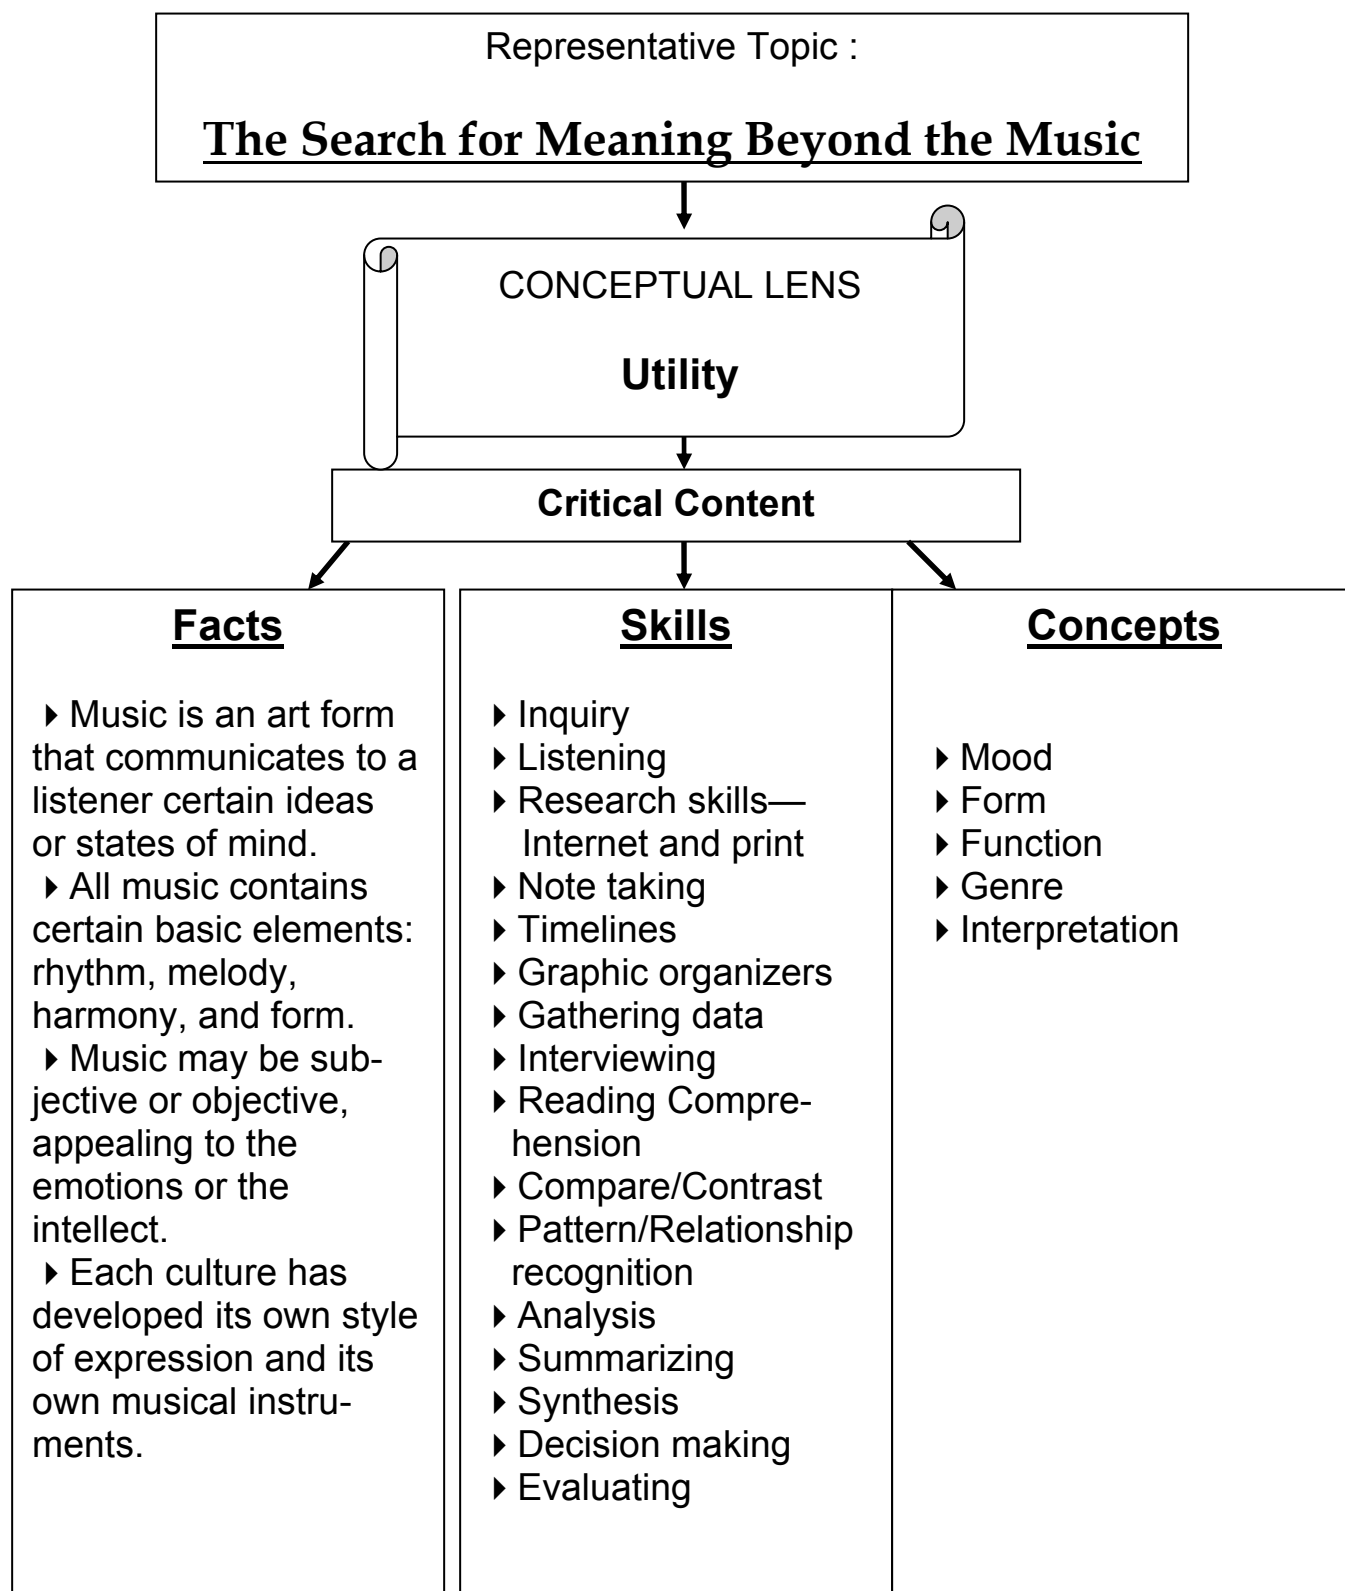 Representative Topic :
The Search for Meaning Beyond the Music
CONCEPTUAL LENS
Utility
Critical Content
Facts
▸Music is an art form
that communicates to a
listener certain ideas
or states of mind.
▸All music contains
certain basic elements:
rhythm, melody,
harmony, and form.
▸Music may be sub-
jective or objective,
appealing to the
emotions or the
intellect.
▸Each culture has
developed its own style
of expression and its
own musical instru-
ments.
Skills
▸Inquiry
▸Listening
▸Research skills—
Internet and print
▸Note taking
▸Timelines
▸Graphic organizers
▸Gathering data
▸Interviewing
▸Reading Compre-
hension
▸Compare/Contrast
▸Pattern/Relationship
recognition
▸Analysis
▸Summarizing
▸Synthesis
▸Decision making
▸Evaluating
Concepts
▸Mood
▸Form
▸Function
▸Genre
▸Interpretation